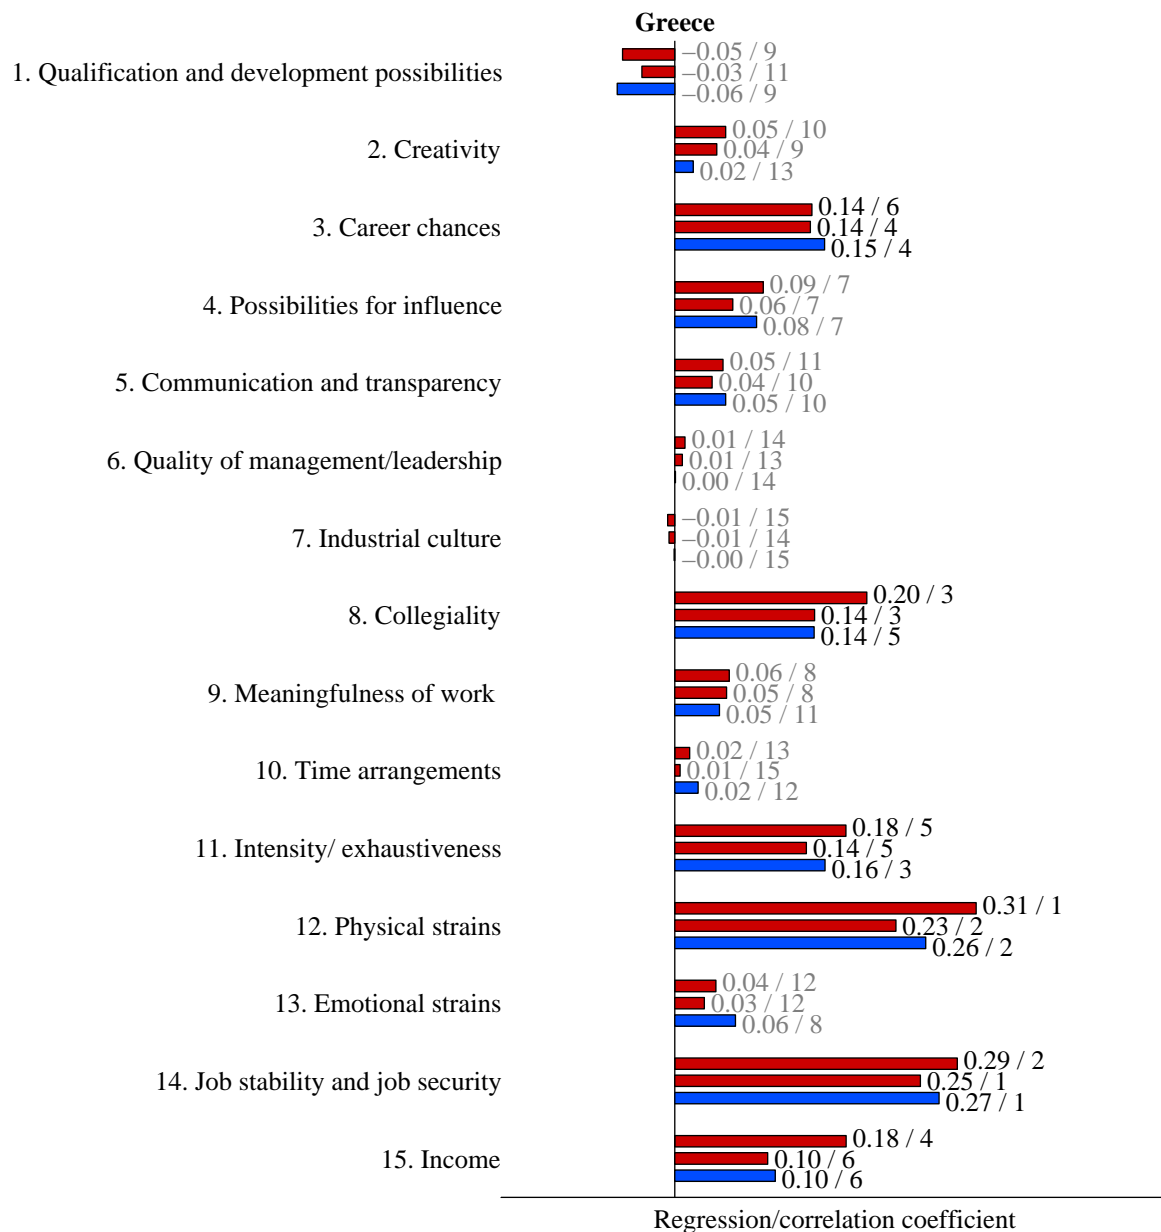 Greece
–0.05 / 9
1. Qualification and development possibilities –0.03 / 11
–0.06 / 9
0.05 / 10
2. Creativity 0.04 / 9
0.02 / 13
0.14 / 6
3. Career chances 0.14 / 4
0.15 / 4
0.09 / 7
4. Possibilities for influence 0.06 / 7
0.08 / 7
0.05 / 11
5. Communication and transparency 0.04 / 10
0.05 / 10
0.01 / 14
6. Quality of management/leadership 0.01 / 13
0.00 / 14
–0.01 / 15
7. Industrial culture –0.01 / 14
–0.00 / 15
0.20 / 3
8. Collegiality 0.14 / 3
0.14 / 5
0.06 / 8
9. Meaningfulness of work 0.05 / 8
0.05 / 11
0.02 / 13
10. Time arrangements 0.01 / 15
0.02 / 12
0.18 / 5
11. Intensity/ exhaustiveness 0.14 / 5
0.16 / 3
0.31 / 1
12. Physical strains 0.23 / 2
0.26 / 2
0.04 / 12
13. Emotional strains 0.03 / 12
0.06 / 8
0.29 / 2
14. Job stability and job security 0.25 / 1
0.27 / 1
0.18 / 4
15. Income 0.10 / 6
0.10 / 6
Regression/correlation coefficient